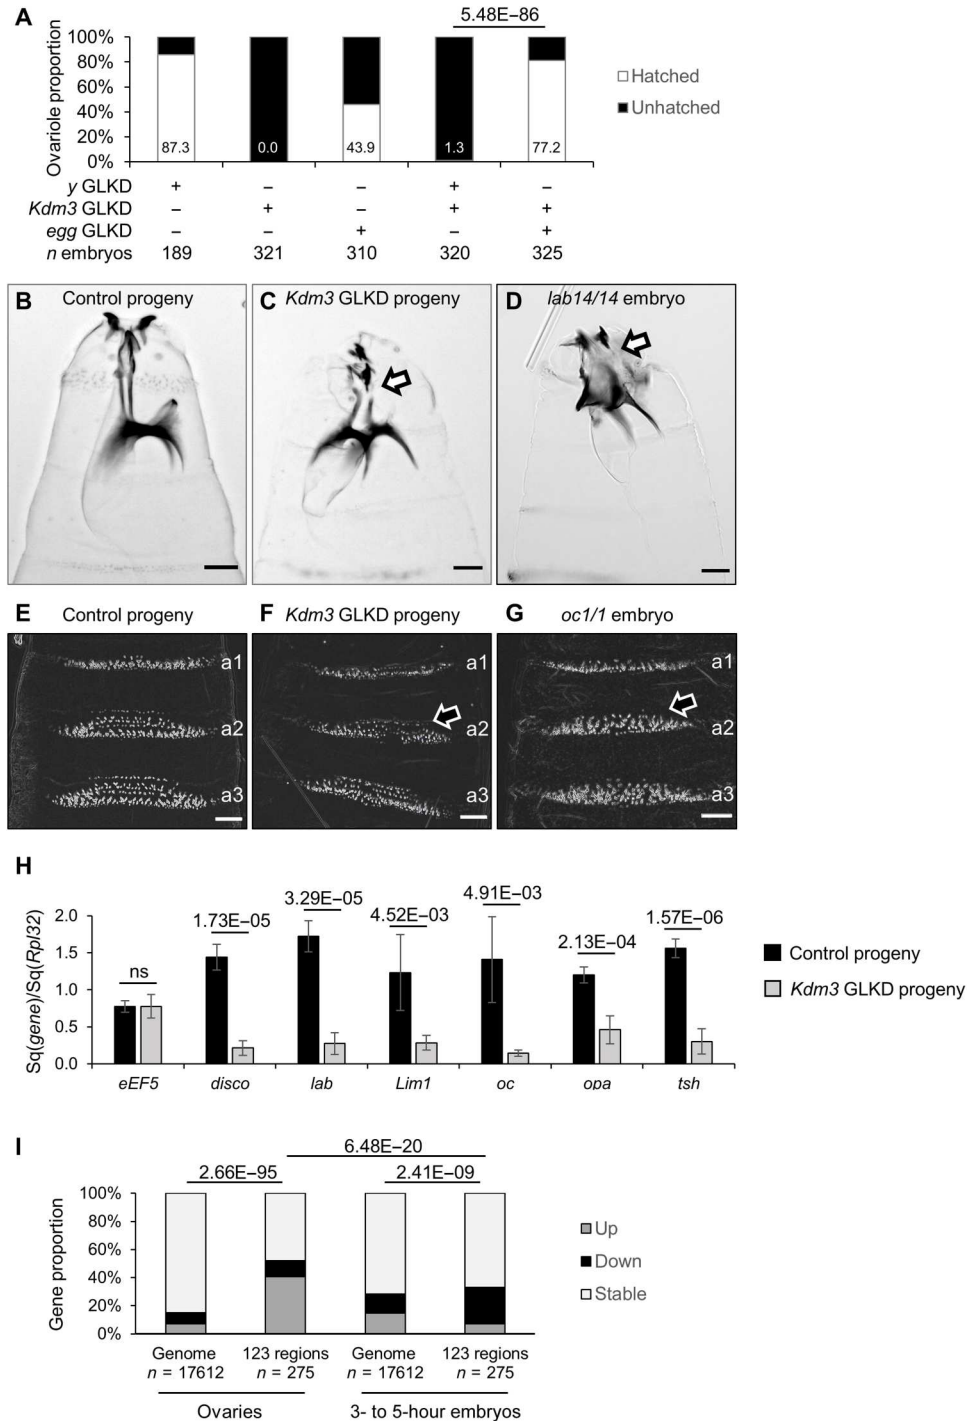 A
5.48E–86
Ovariole proportion
100%
80%
60%
40%
20%
0%
87.3
0.0
43.9
1.3
77.2
Hatched
Unhatched
y GLKD + – – + –
Kdm3 GLKD – + – + +
egg GLKD – – + – +
n embryos 189 321 310 320 325
B Control progeny
C Kdm3 GLKD progeny
D lab14/14 embryo
E Control progeny
F Kdm3 GLKD progeny
G oc1/1 embryo
a1 a1 a1
a2 a2 a2
a3 a3 a3
H
Sq(gene)/Sq(Rpl32)
2.0
1.5
1.0
0.5
0.0
ns
1.73E–05
3.29E–05
4.52E–03
4.91E–03
2.13E–04
1.57E–06
Control progeny
Kdm3 GLKD progeny
eEF5 disco lab Lim1 oc opa tsh
I
6.48E–20
2.66E–95
2.41E–09
Gene proportion
100%
80%
60%
40%
20%
0%
Up
Down
Stable
Genome 123 regions Genome 123 regions
n = 17612 n = 275 n = 17612 n = 275
Ovaries 3- to 5-hour embryos